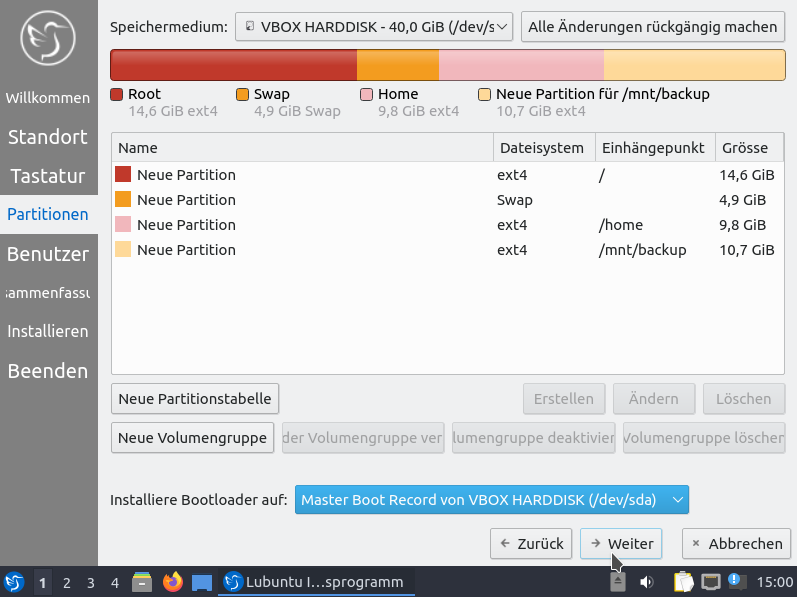 Speichermedium: VBOX HARDDISK - 40,0 GiB (/dev/s Alle Änderungen rückgängig machen
Root Swap Home Neue Partition für /mnt/backup
14,6 GiB ext4 4,9 GiB Swap 9,8 GiB ext4 10,7 GiB ext4
Willkommen
Standort
Tastatur
Partitionen
Benutzer
sammenfassu
Installieren
Beenden
Name Dateisystem Einhängepunkt Grösse
Neue Partition ext4 / 14,6 GiB
Neue Partition Swap 4,9 GiB
Neue Partition ext4 /home 9,8 GiB
Neue Partition ext4 /mnt/backup 10,7 GiB
Neue Partitionstabelle Erstellen Ändern Löschen
Neue Volumengruppe der Volumengruppe ver lumengruppe deaktivier Volumengruppe löschen
Installiere Bootloader auf: Master Boot Record von VBOX HARDDISK (/dev/sda)
Zurück Weiter Abbrechen
1 2 3 4 Lubuntu I...sprogramm 15:00